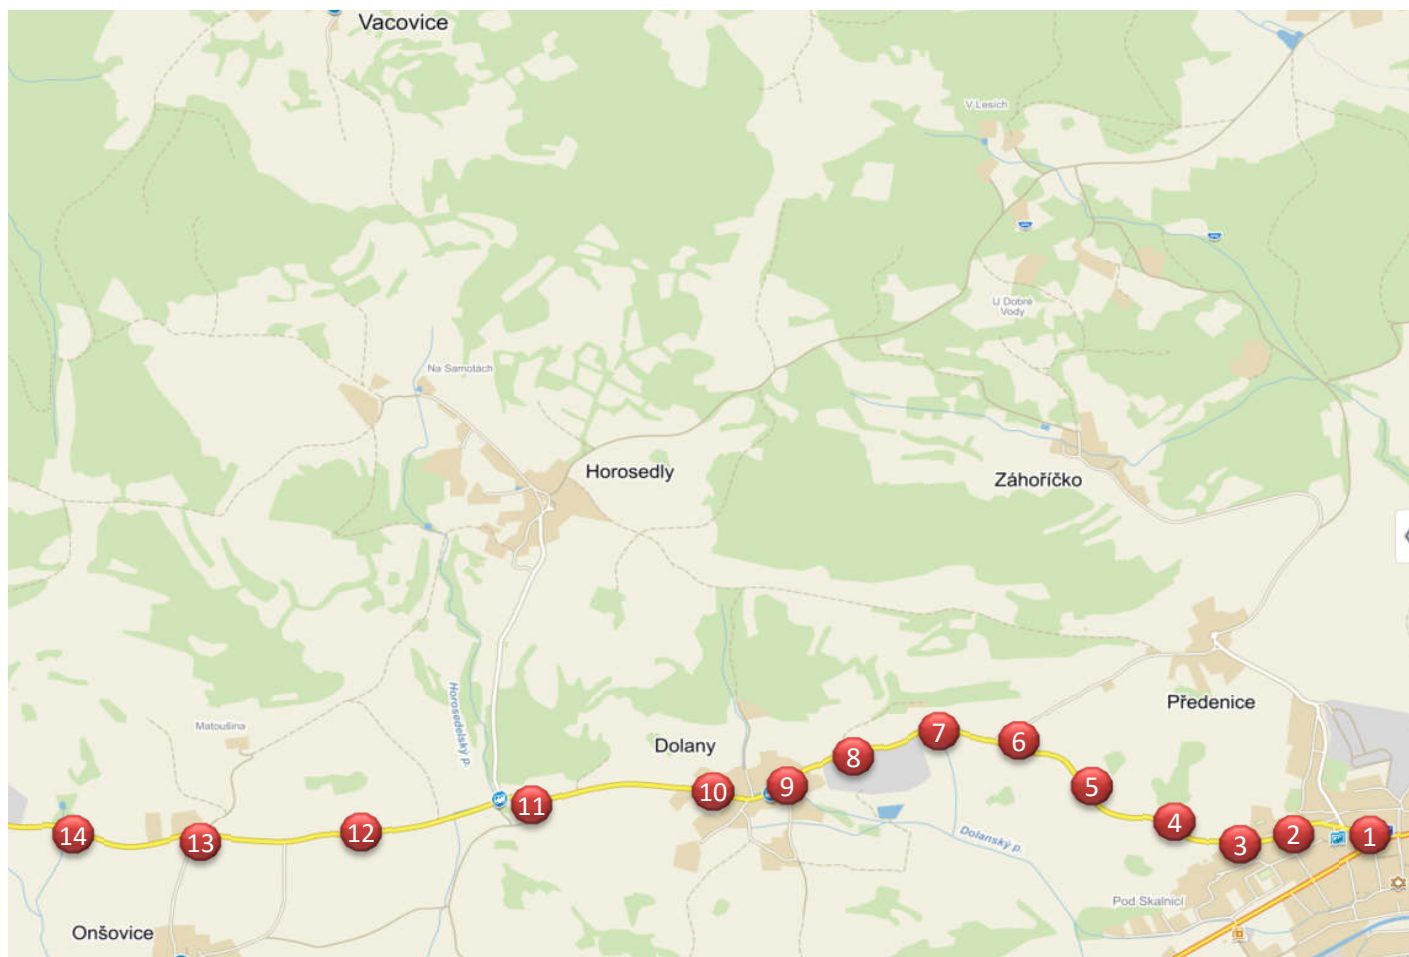 Vacovice
V Lesích
U Dobré
Vody
Na Samotách
Horosedly
Záhoříčko
Horosedelský p.
Předenice
Matoušina
Dolany
7
6
8
5
9
10
11
4
12
14
13
3
2
1
Dolanský p.
Pod Skalnicí
Onšovice